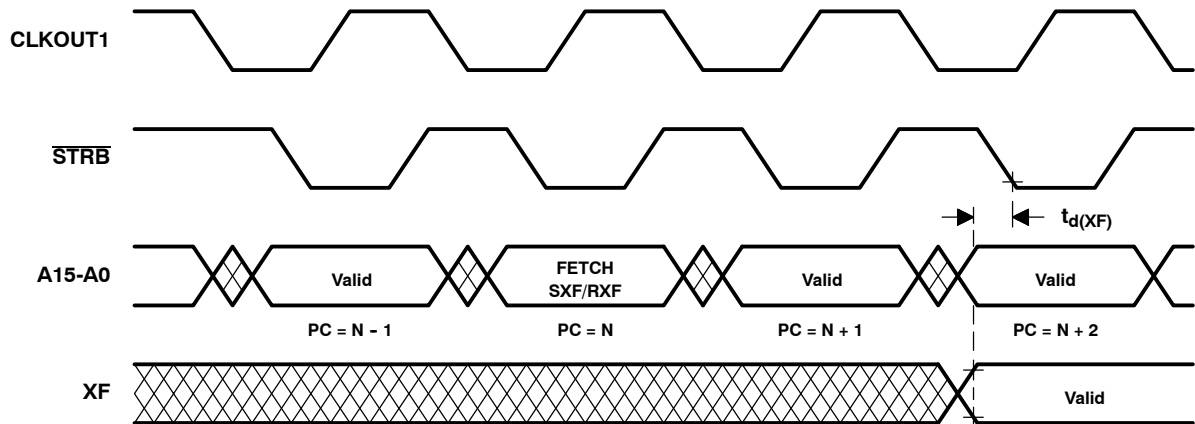 CLKOUT1
STRB
td(XF)
A15-A0
Valid
FETCH
SXF/RXF
Valid
Valid
PC = N - 1
PC = N
PC = N + 1
PC = N + 2
XF
Valid